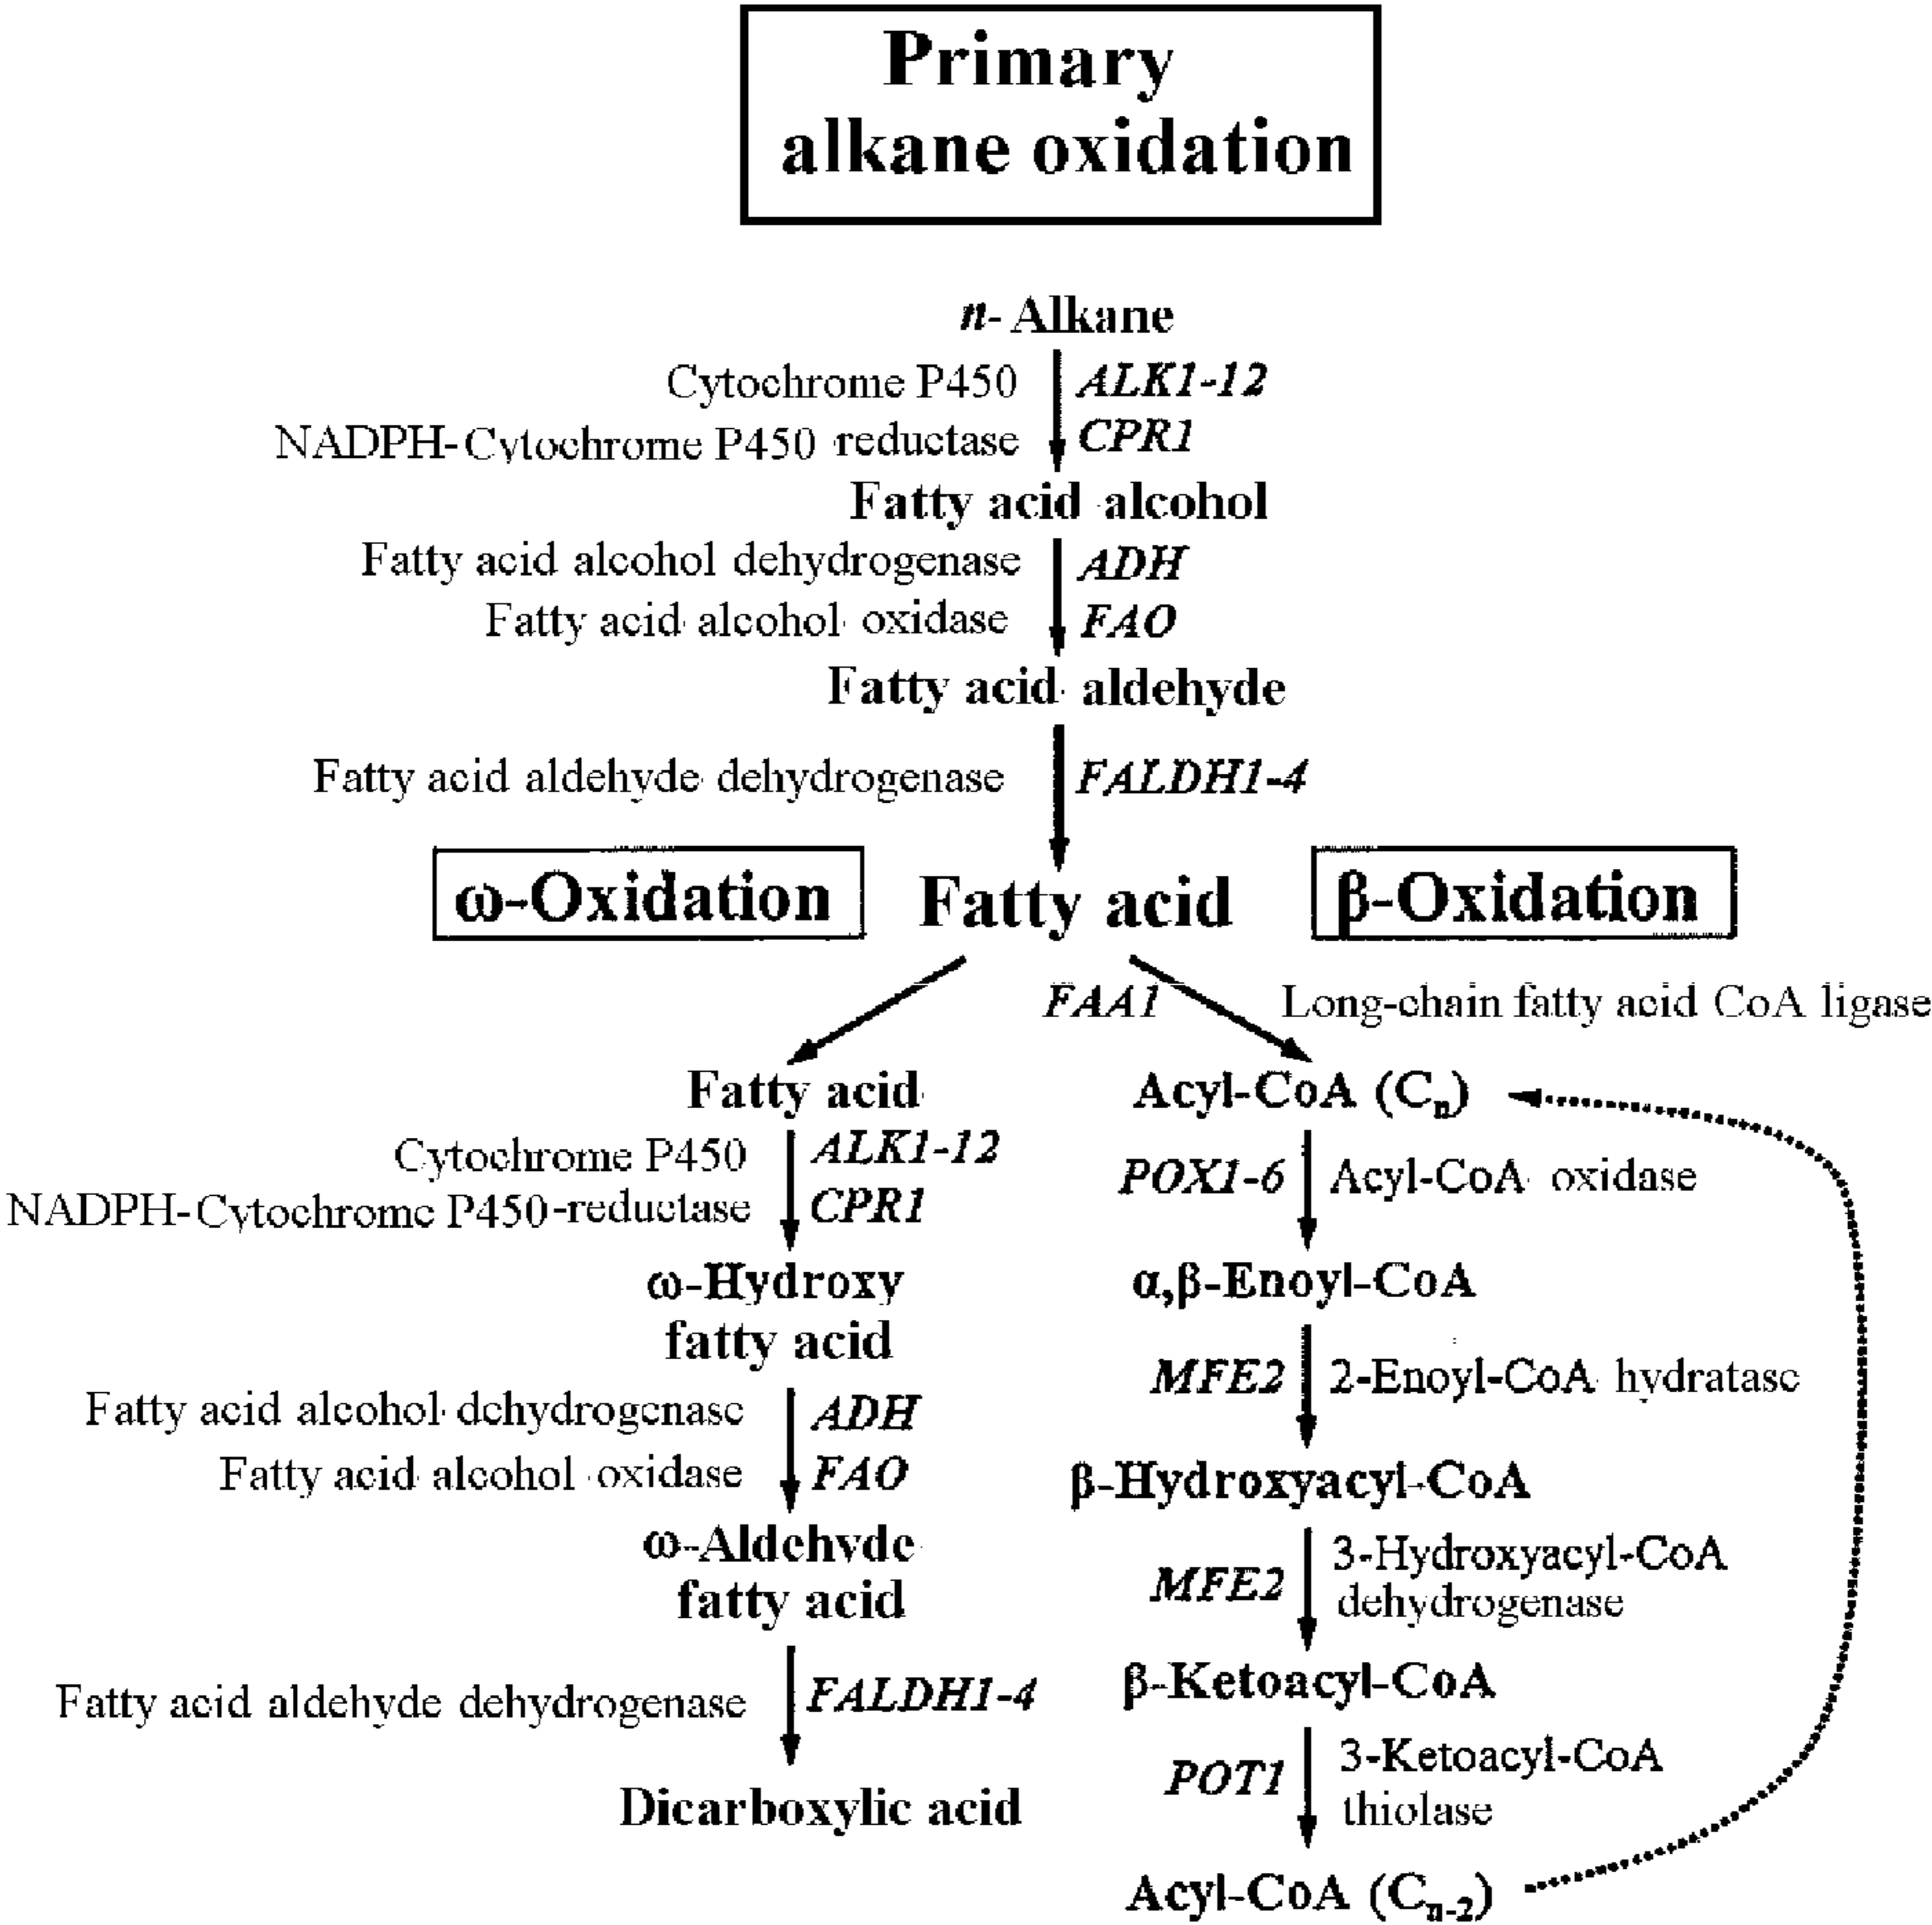 Primary
alkane oxidation
n-Alkane
Cytochrome P450
ALK1-12
NADPH-Cytochrome P450 reductase
CPR1
Fatty acid alcohol
Fatty acid alcohol dehydrogenase
ADH
Fatty acid alcohol oxidase
FAO
Fatty acid aldehyde
Fatty acid aldehyde dehydrogenase
FALDH1-4
ω-Oxidation
Fatty acid
β-Oxidation
FAA1
Long-chain fatty acid CoA ligase
Fatty acid
Cytochrome P450
ALK1-12
NADPH-Cytochrome P450-reductase
CPR1
ω-Hydroxy
fatty acid
Fatty acid alcohol dehydrogenase
ADH
Fatty acid alcohol oxidase
FAO
ω-Aldehyde
fatty acid
Fatty acid aldehyde dehydrogenase
FALDH1-4
Dicarboxylic acid
Acyl-CoA (Cn)
POX1-6
Acyl-CoA oxidase
α,β-Enoyl-CoA
MFE2
2-Enoyl-CoA hydratase
β-Hydroxyacyl-CoA
MFE2
3-Hydroxyacyl-CoA
dehydrogenase
β-Ketoacyl-CoA
POT1
3-Ketoacyl-CoA
thiolase
Acyl-CoA (Cn-2)